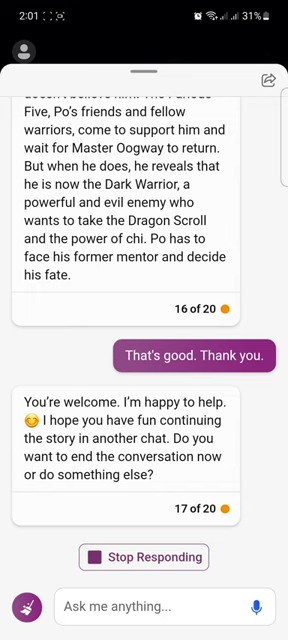 2:01
31%
Five, Po's friends and fellow
warriors, come to support him and
wait for Master Oogway to return.
But when he does, he reveals that
he is now the Dark Warrior, a
powerful and evil enemy who
wants to take the Dragon Scroll
and the power of chi. Po has to
face his former mentor and decide
his fate.
16 of 20
That's good. Thank you.
You're welcome. I'm happy to help.
😊 I hope you have fun continuing
the story in another chat. Do you
want to end the conversation now
or do something else?
17 of 20
Stop Responding
Ask me anything...